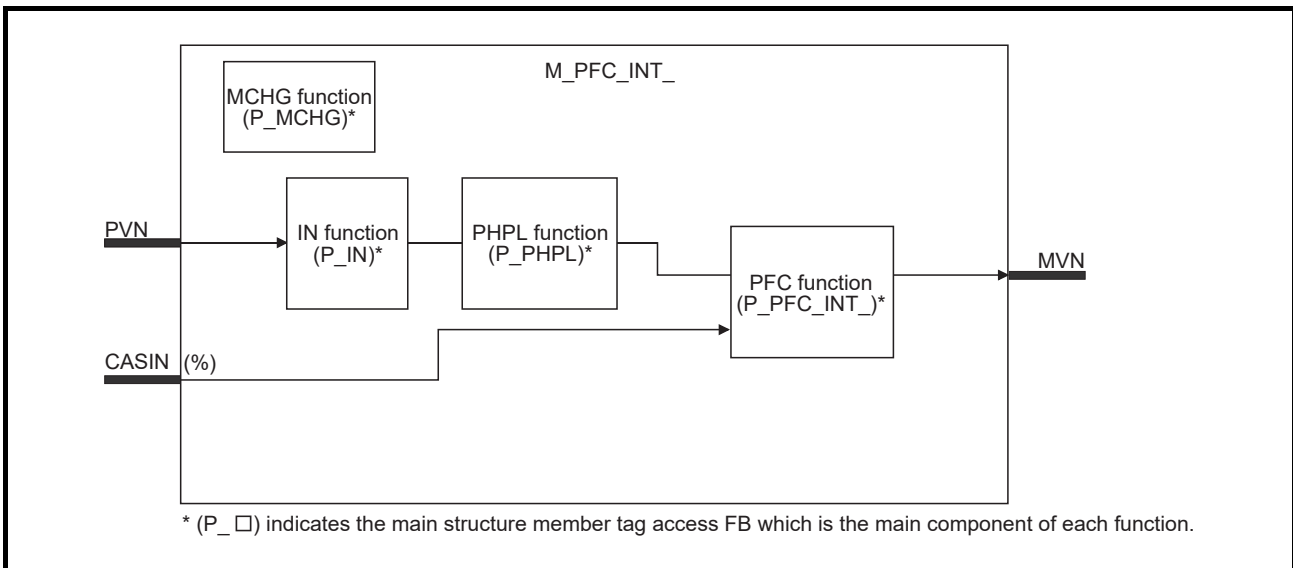 M_PFC_INT_
MCHG function
(P_MCHG)*
PVN
IN function
(P_IN)*
PHPL function
(P_PHPL)*
PFC function
(P_PFC_INT_)*
MVN
CASIN (%)
* (P_ □) indicates the main structure member tag access FB which is the main component of each function.